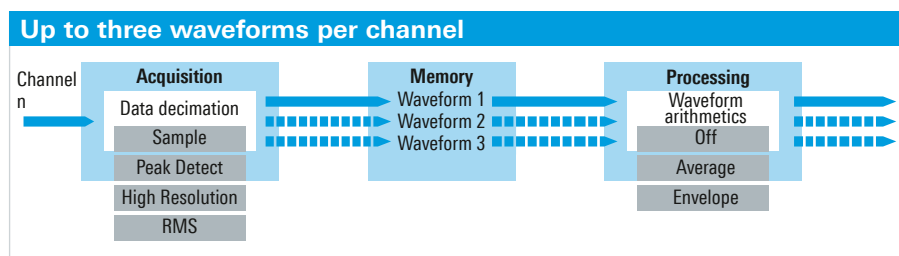 Up to three waveforms per channel
Channel
n
Acquisition
Data decimation
Sample
Peak Detect
High Resolution
RMS
Memory
Waveform 1
Waveform 2
Waveform 3
Processing
Waveform
arithmetics
Off
Average
Envelope